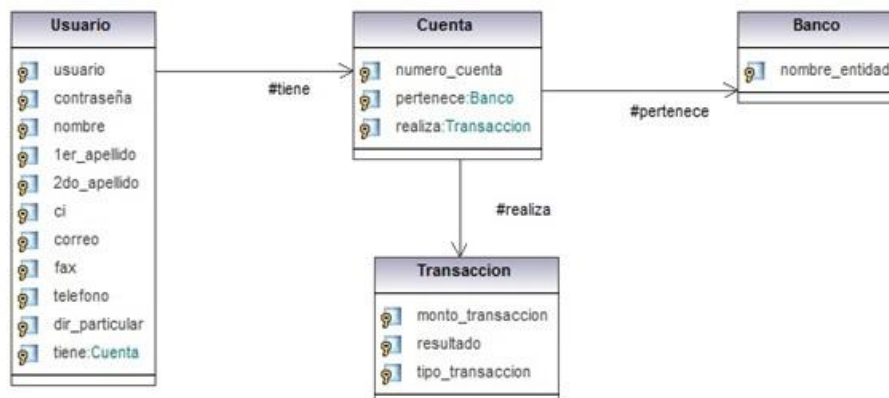 Usuario
usuario
contraseña
nombre
1er_apellido
2do_apellido
ci
correo
fax
telefono
dir_particular
tiene:Cuenta
#tiene
Cuenta
numero_cuenta
pertenece:Banco
realiza:Transaccion
#pertenece
Banco
nombre_entidad
#realiza
Transaccion
monto_transaccion
resultado
tipo_transaccion